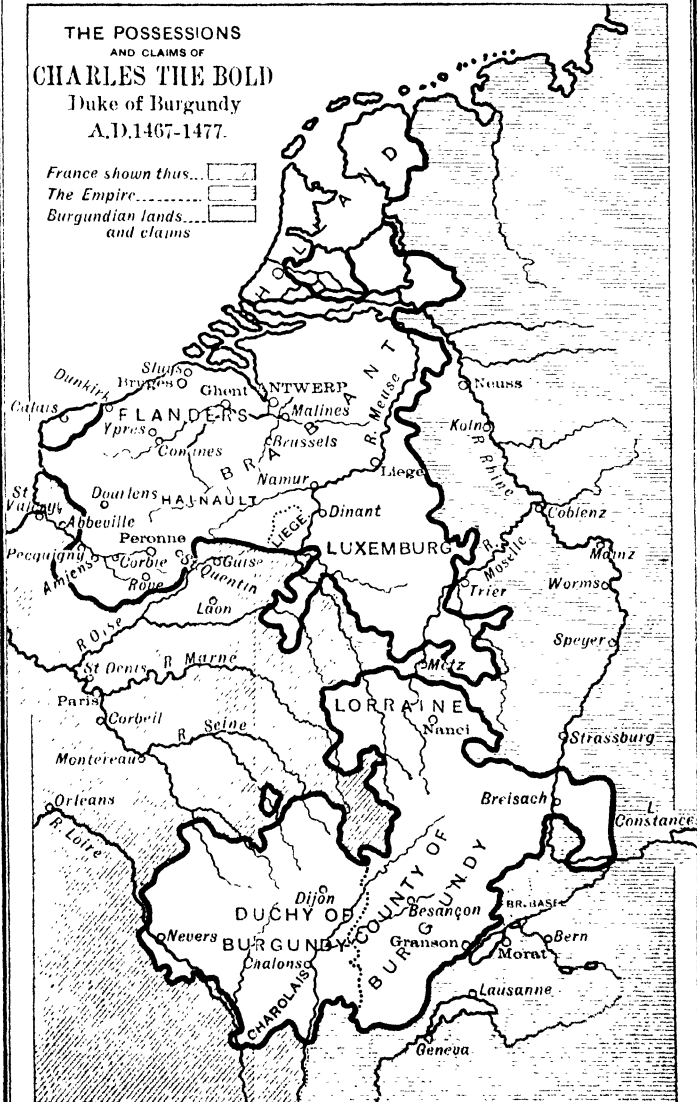 THE POSSESSIONS
AND CLAIMS OF
CHARLES THE BOLD
Duke of Burgundy
A.D.1467-1477.
France shown thus...
The Empire
Burgundian lands
and claims
HOLLAND
Sluys
Bruges
Dunkirk
Ghent
ANTWERP
Calais
FLANDERS
Malines
Neuss
Ypres
Comines
Brussels
Koln
BRABANT
R. Meuse
R Rhine
Namur
Liege
St
Valery
Dourlens
HAINAULT
Dinant
Coblenz
Abbeville
LIEGE
Peronne
LUXEMBURG
R Moselle
Mainz
Pecquigny
Amiens
Corbie
St Quentin
Guise
Roye
Trier
Worms
Laon
R Oise
Speyer
St Denis
R Marne
Metz
Paris
LORRAINE
Corbeil
R Seine
Nanci
Strassburg
Montereau
Orleans
Breisach
L.
Constance
R. Loire
Dijon
DUCHY OF
BURGUNDY
COUNTY OF
BURGUNDY
Besançon
BR. BASEL
Nevers
Granson
Bern
Morat
Chalons
CHAROLAIS
Lausanne
Geneva